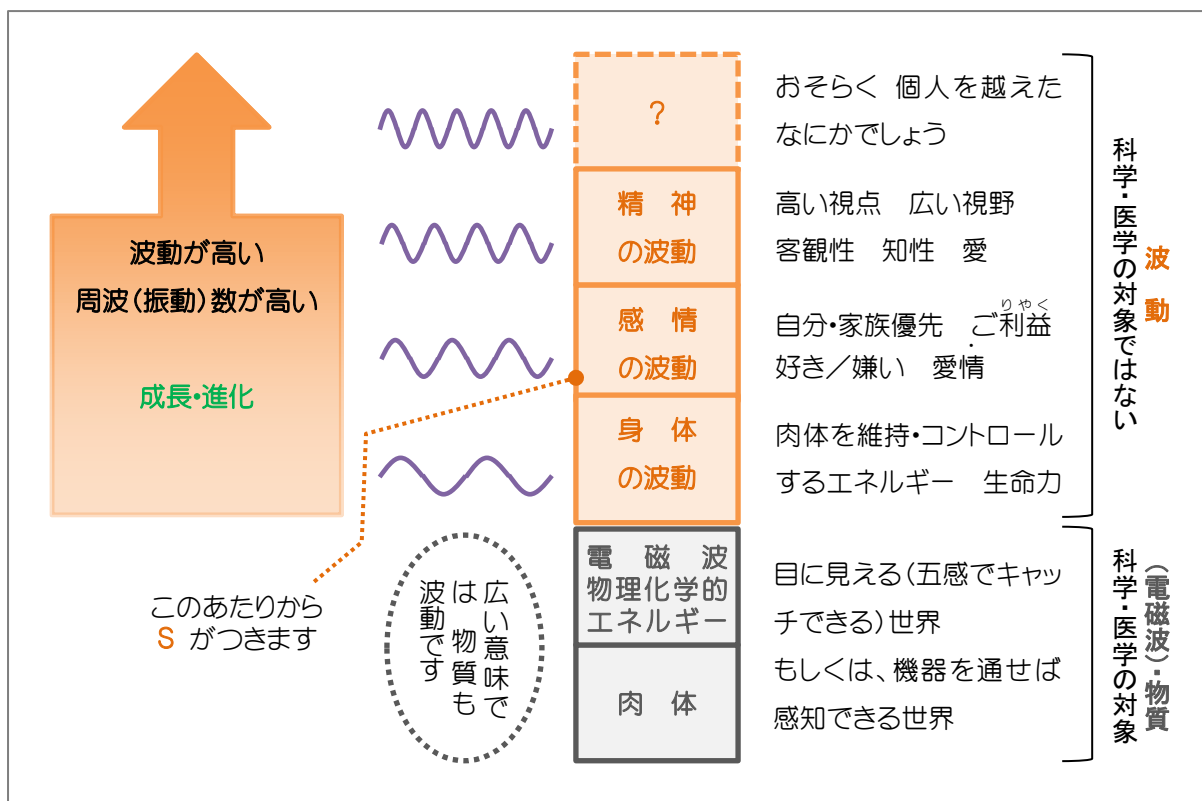 波動が高い
周波（振動）数が高い
成長・進化
このあたりから
S がつきます
広い意味で
は 物質も
波動です
？
精 神
の波動
感 情
の波動
身 体
の波動
電 磁 波
物理化学的
エネルギー
肉 体
おそらく 個人を越えた
なにかでしょう
高い視点 広い視野
客観性 知性 愛
りやく
自分・家族優先 ご利益
好き／嫌い 愛情
肉体を維持・コントロール
するエネルギー 生命力
目に見える（五感でキャッ
チできる）世界
もしくは、機器を通せば
感知できる世界
波 動
科学・医学の対象ではない
（電磁波）・物質
科学・医学の対象